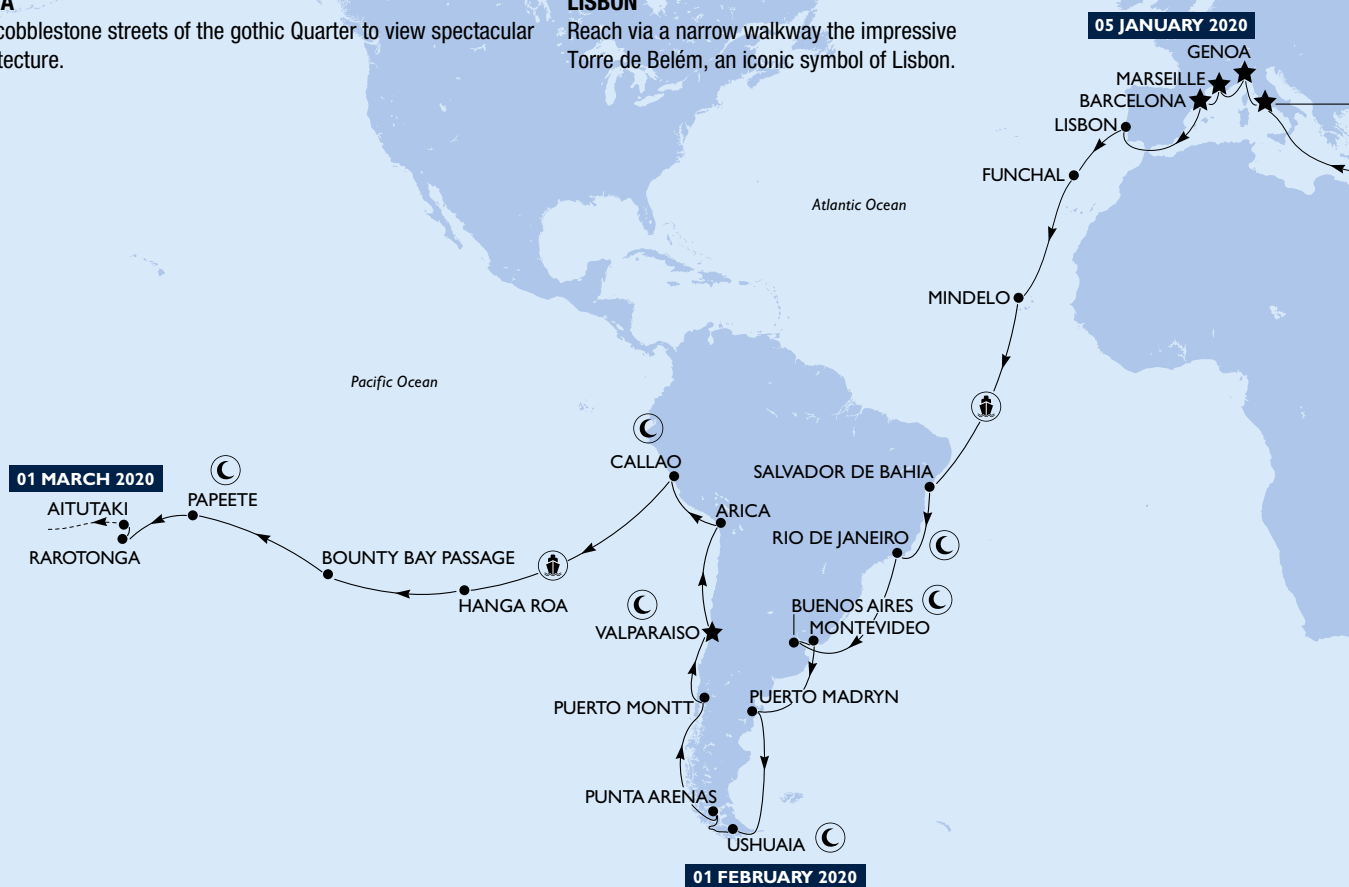 A
cobblestone streets of the gothic Quarter to view spectacular
tecture.
LISBON
Reach via a narrow walkway the impressive
Torre de Belém, an iconic symbol of Lisbon.
05 JANUARY 2020
GENOA
MARSEILLE
BARCELONA
LISBON
FUNCHAL
Atlantic Ocean
MINDELO
Pacific Ocean
CALLAO
SALVADOR DE BAHIA
01 MARCH 2020
AITUTAKI
PAPEETE
ARICA
RIO DE JANEIRO
RAROTONGA
BOUNTY BAY PASSAGE
HANGA ROA
BUENOS AIRES
MONTEVIDEO
VALPARAISO
PUERTO MADRYN
PUERTO MONTT
PUNTA ARENAS
USHUAIA
01 FEBRUARY 2020